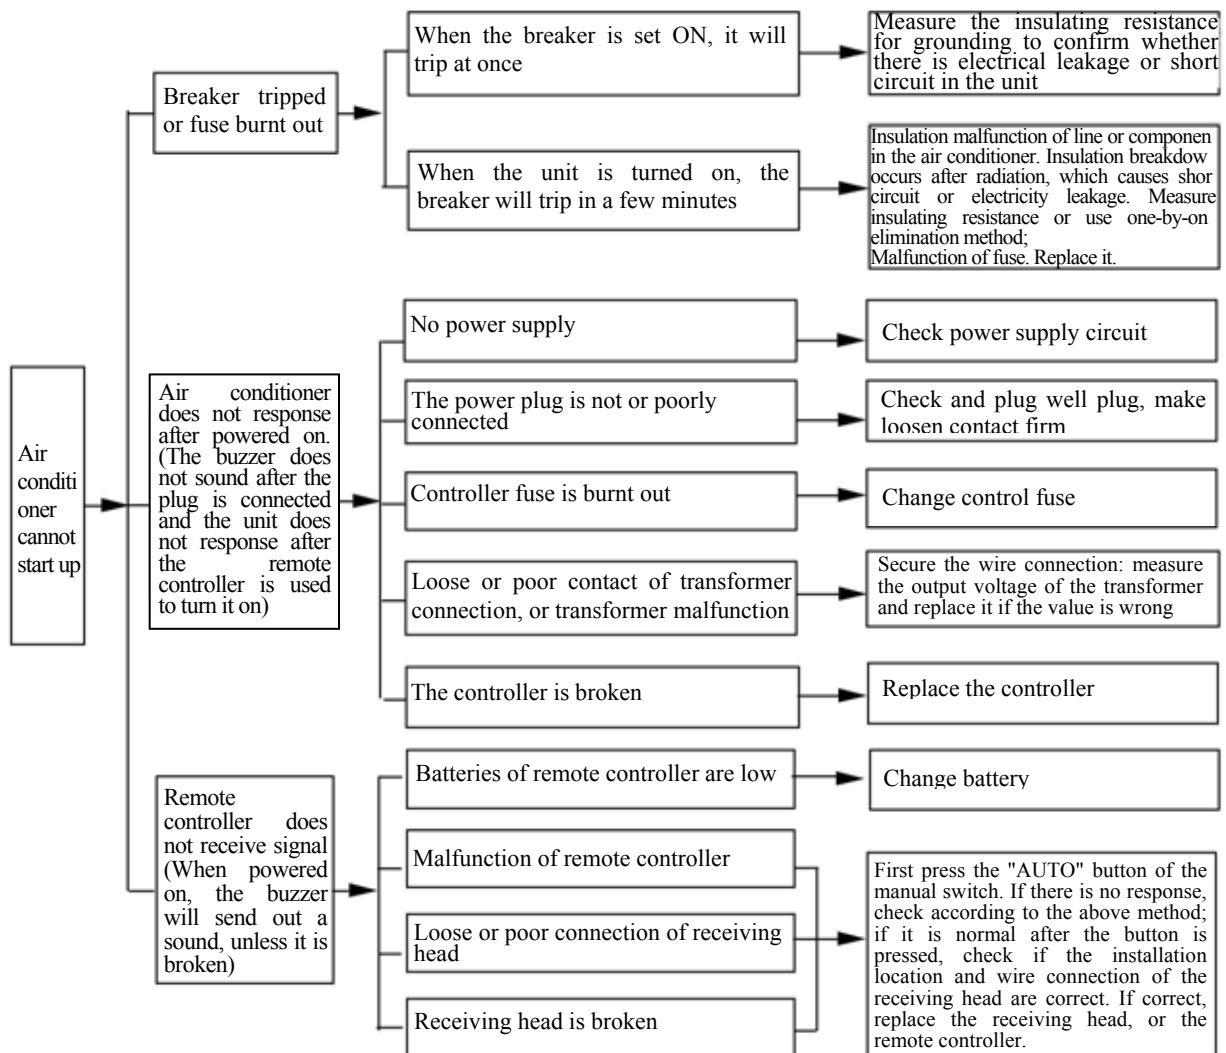 Air
conditi
oner
cannot
start up
Breaker tripped
or fuse burnt out
When the breaker is set ON, it will
trip at once
Measure the insulating resistance
for grounding to confirm whether
there is electrical leakage or short
circuit in the unit
When the unit is turned on, the
breaker will trip in a few minutes
Insulation malfunction of line or componen
in the air conditioner. Insulation breakdow
occurs after radiation, which causes shor
circuit or electricity leakage. Measure
insulating resistance or use one-by-on
elimination method;
Malfunction of fuse. Replace it.
Air conditioner
does not response
after powered on.
(The buzzer does
not sound after the
plug is connected
and the unit does
not response after
the remote
controller is used
to turn it on)
No power supply
Check power supply circuit
The power plug is not or poorly
connected
Check and plug well plug, make
loosen contact firm
Controller fuse is burnt out
Change control fuse
Loose or poor contact of transformer
connection, or transformer malfunction
Secure the wire connection: measure
the output voltage of the transformer
and replace it if the value is wrong
The controller is broken
Replace the controller
Remote
controller does
not receive signal
(When powered
on, the buzzer
will send out a
sound, unless it is
broken)
Batteries of remote controller are low
Change battery
Malfunction of remote controller
Loose or poor connection of receiving
head
Receiving head is broken
First press the "AUTO" button of the
manual switch. If there is no response,
check according to the above method;
if it is normal after the button is
pressed, check if the installation
location and wire connection of the
receiving head are correct. If correct,
replace the receiving head, or the
remote controller.